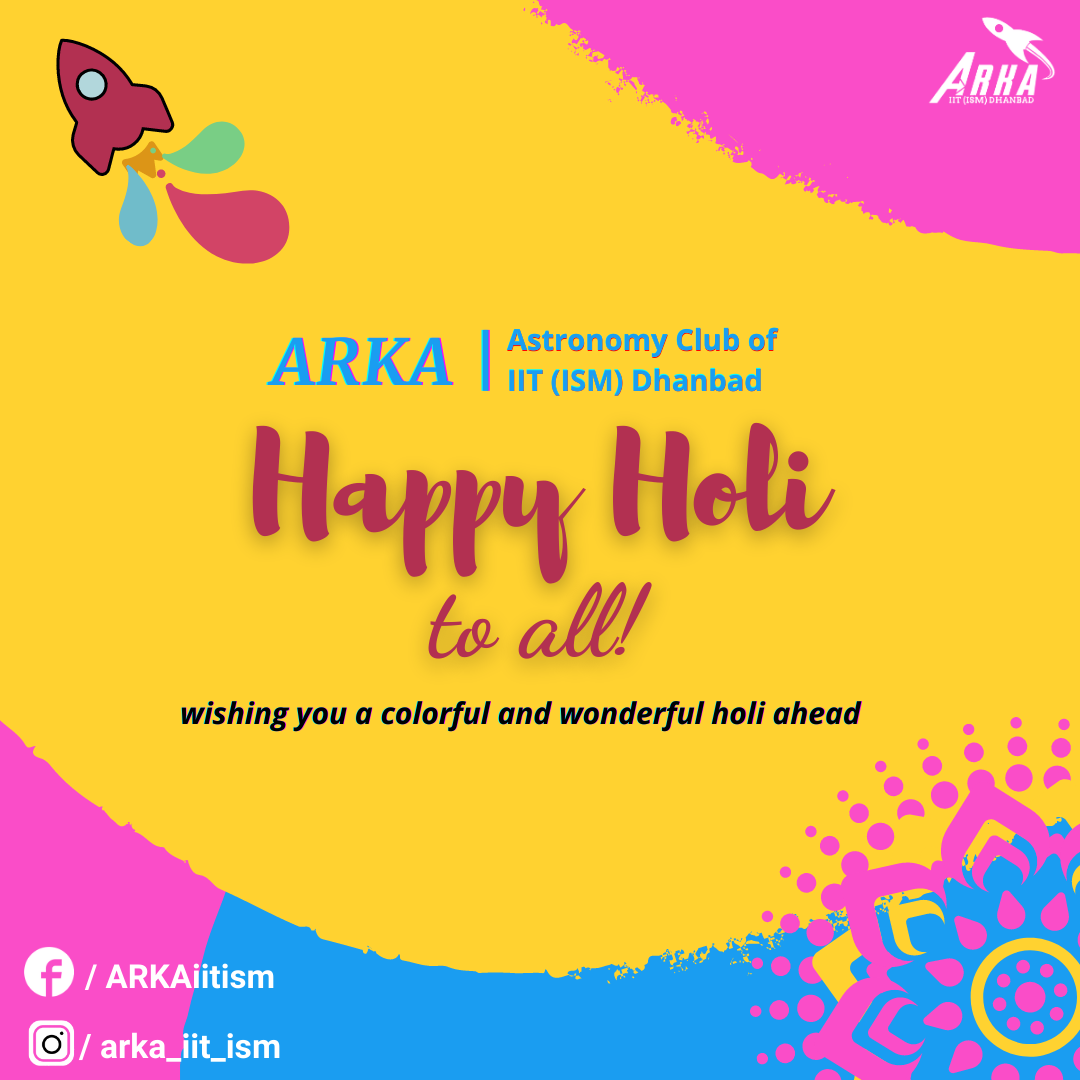 ARKA
IIT (ISM) DHANBAD
ARKA
Astronomy Club of
IIT (ISM) Dhanbad
Happy Holi
to all!
wishing you a colorful and wonderful holi ahead
/ ARKAiitism
/ arka_iit_ism